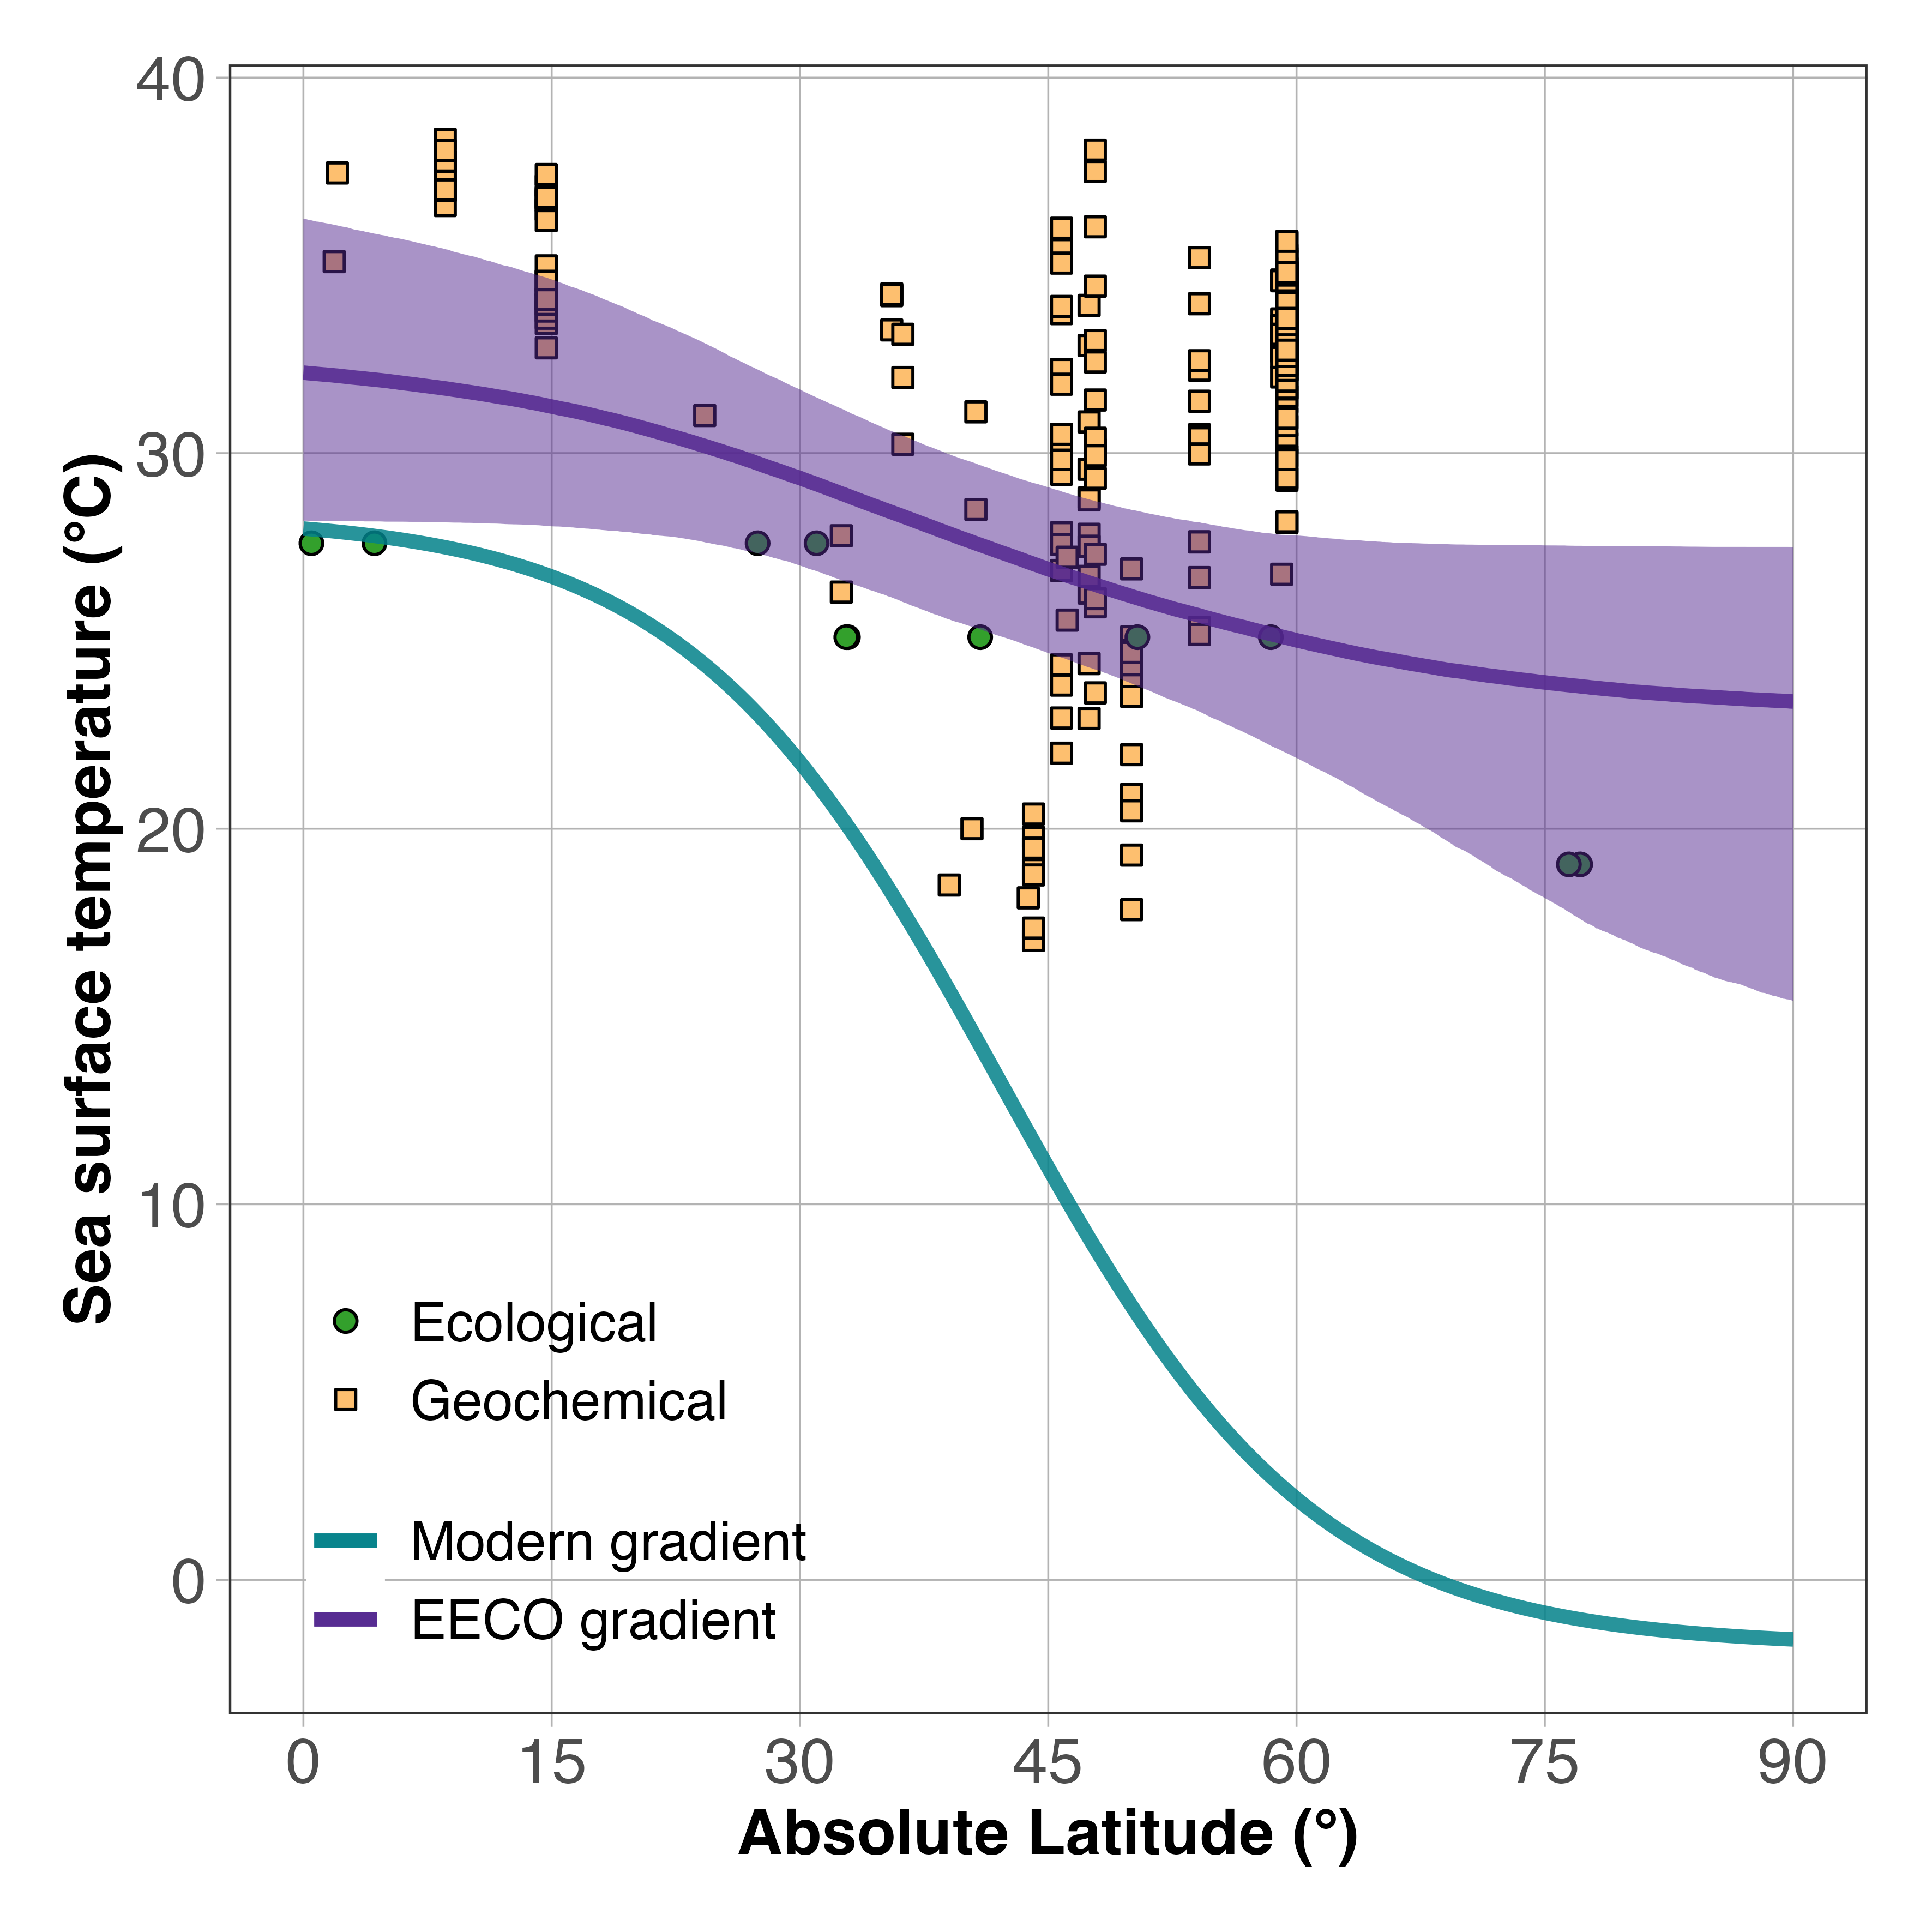 Sea surface temperature (°C)
40
30
20
10
0
Ecological
Geochemical
Modern gradient
EECO gradient
0 15 30 45 60 75 90
Absolute Latitude (°)